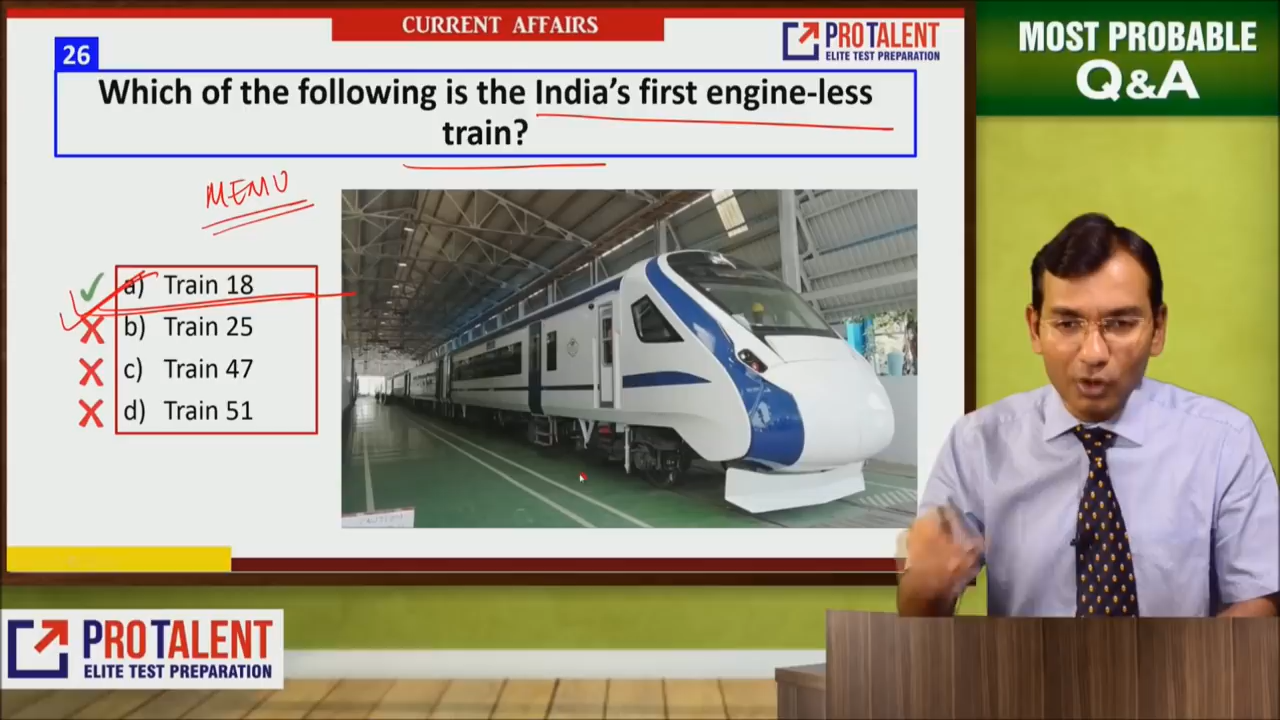 CURRENT AFFAIRS
PROTALENT
ELITE TEST PREPARATION
MOST PROBABLE
Q&A
26
Which of the following is the India's first engine-less
train?
MEMU
a) Train 18
b) Train 25
c) Train 47
d) Train 51
PROTALENT
ELITE TEST PREPARATION